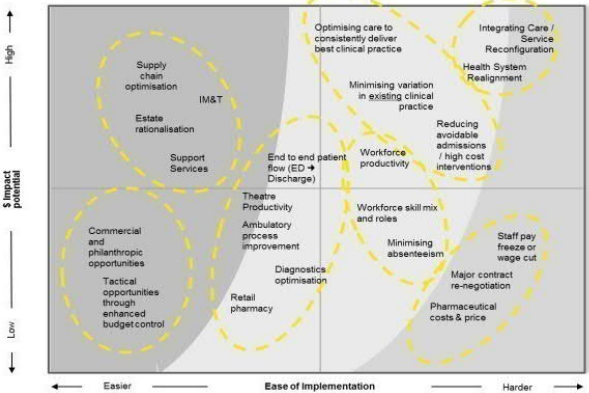 High
$ Impact
potential
Low
Supply
chain
optimisation
IM&T
Estate
rationalisation
Support
Services
Commercial
and
philanthropic
opportunities
Tactical
opportunities
through
enhanced
budget control
End to end patient
flow (ED ➔
Discharge)
Theatre
Productivity
Ambulatory
process
improvement
Diagnostics
optimisation
Retail
pharmacy
Optimising care to
consistently deliver
best clinical practice
Minimising variation
in existing clinical
practice
Reducing
avoidable
admissions
/ high cost
interventions
Integrating Care /
Service
Reconfiguration
Health System
Realignment
Workforce
productivity
Workforce skill mix
and roles
Minimising
absenteeism
Staff pay
freeze or
wage cut
Major contract
re-negotiation
Pharmaceutical
costs & price
Easier
Ease of Implementation
Harder